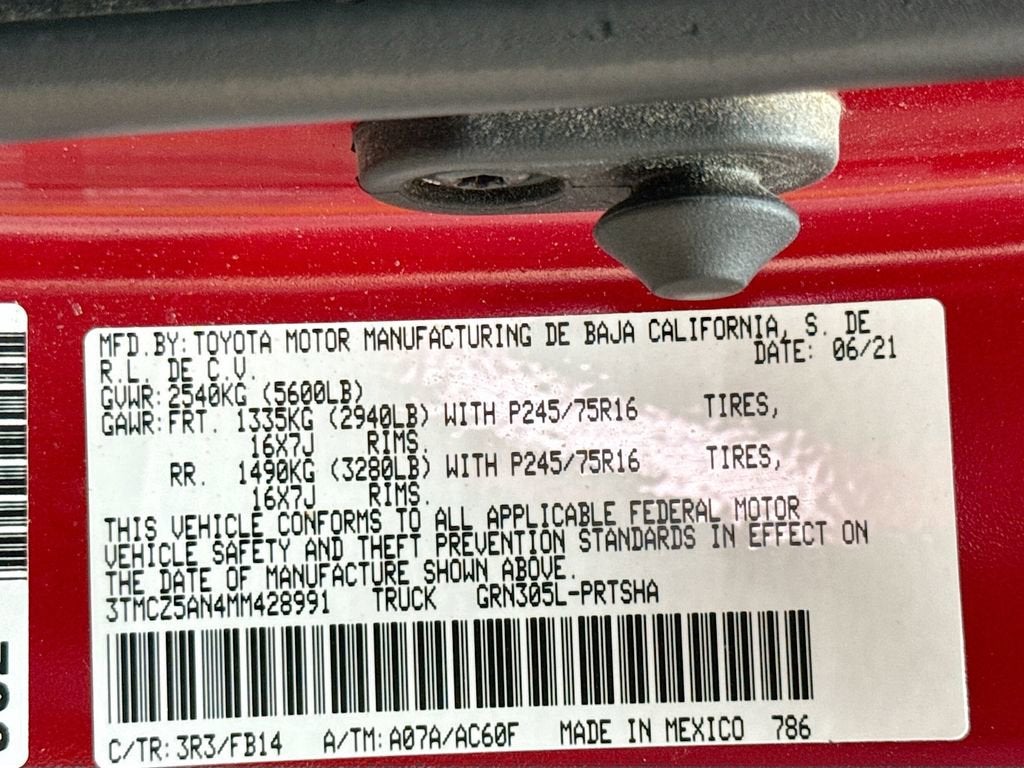 MFD.BY: TOYOTA MOTOR MANUFACTURING DE BAJA CALIFORNIA, S. DE
R.L. DE C.V. DATE: 06/21
GVWR: 2540KG (5600LB)
GAWR: FRT. 1335KG (2940LB) WITH P245/75R16 TIRES,
16X7J RIMS.
RR. 1490KG (3280LB) WITH P245/75R16 TIRES,
16X7J RIMS.
THIS VEHICLE CONFORMS TO ALL APPLICABLE FEDERAL MOTOR
VEHICLE SAFETY AND THEFT PREVENTION STANDARDS IN EFFECT ON
THE DATE OF MANUFACTURE SHOWN ABOVE.
3TMCZ5AN4MM428991 TRUCK GRN305L-PRTSHA
C/TR: 3R3/FB14 A/TM: A07A/AC60F MADE IN MEXICO 786